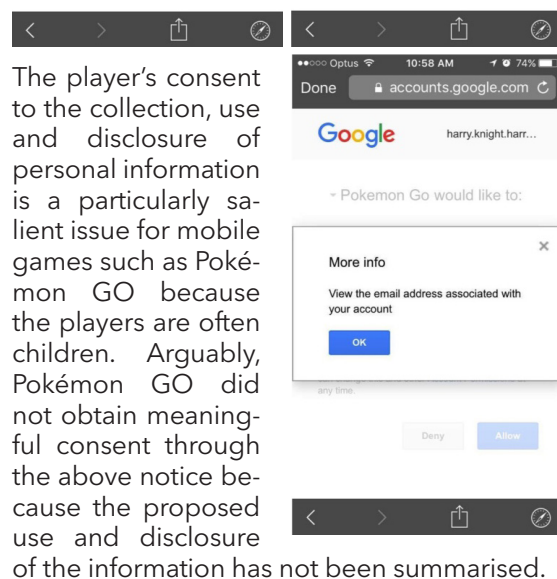 The player's consent
to the collection, use
and disclosure of
personal information
is a particularly sa-
lient issue for mobile
games such as Poké-
mon GO because
the players are often
children. Arguably,
Pokémon GO did
not obtain meaning-
ful consent through
the above notice be-
cause the proposed
use and disclosure
of the information has not been summarised.
Optus 10:58 AM 74%
Done accounts.google.com
Google harry.knight.harr...
Pokemon Go would like to:
More info
View the email address associated with
your account
OK
any time.
Deny Allow